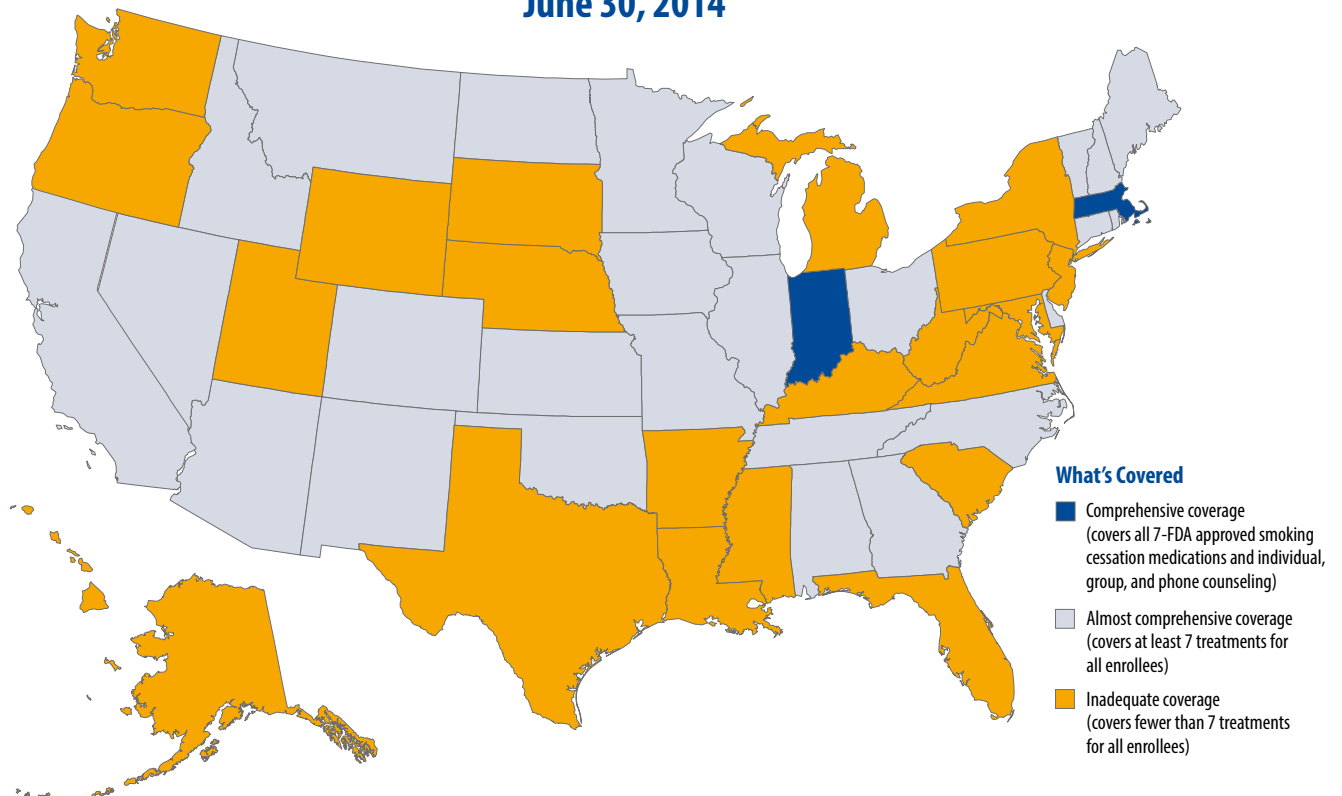 June 30, 2014
What's Covered
Comprehensive coverage
(covers all 7-FDA approved smoking
cessation medications and individual,
group, and phone counseling)
Almost comprehensive coverage
(covers at least 7 treatments for
all enrollees)
Inadequate coverage
(covers fewer than 7 treatments
for all enrollees)